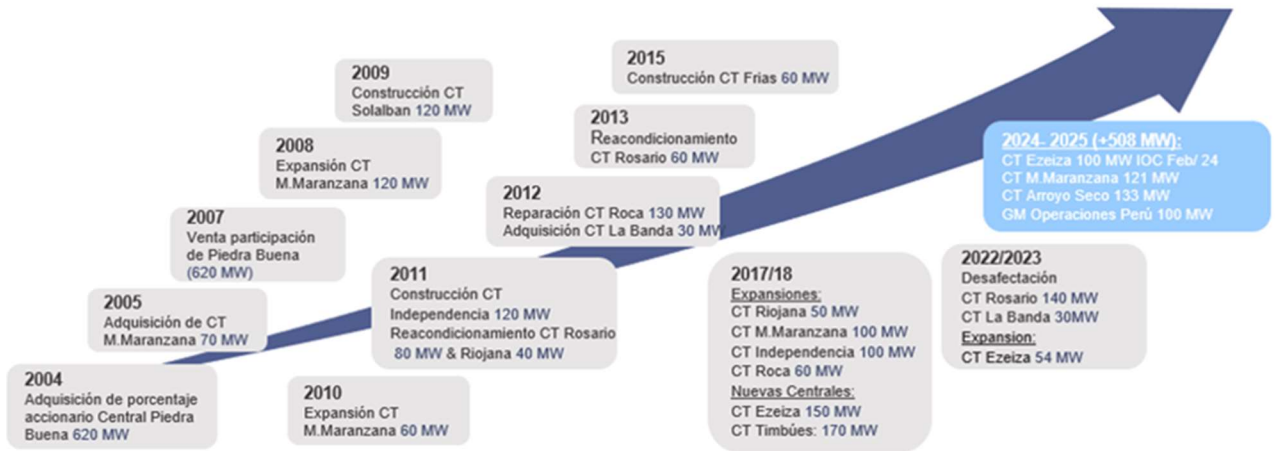 2004
Adquisición de porcentaje
accionario Central Piedra
Buena 620 MW
2005
Adquisición de CT
M.Maranzana 70 MW
2007
Venta participación
de Piedra Buena
(620 MW)
2008
Expansión CT
M.Maranzana 120 MW
2009
Construcción CT
Solalban 120 MW
2010
Expansión CT
M.Maranzana 60 MW
2011
Construcción CT
Independencia 120 MW
Reacondicionamiento CT Rosario
80 MW & Riojana 40 MW
2012
Reparación CT Roca 130 MW
Adquisición CT La Banda 30 MW
2013
Reacondicionamiento
CT Rosario 60 MW
2015
Construcción CT Frias 60 MW
2017/18
Expansiones:
CT Riojana 50 MW
CT M.Maranzana 100 MW
CT Independencia 100 MW
CT Roca 60 MW
Nuevas Centrales:
CT Ezeiza 150 MW
CT Timbúes: 170 MW
2022/2023
Desafectación
CT Rosario 140 MW
CT La Banda 30MW
Expansion:
CT Ezeiza 54 MW
2024- 2025 (+508 MW):
CT Ezeiza 100 MW IOC Feb/ 24
CT M.Maranzana 121 MW
CT Arroyo Seco 133 MW
GM Operaciones Perú 100 MW